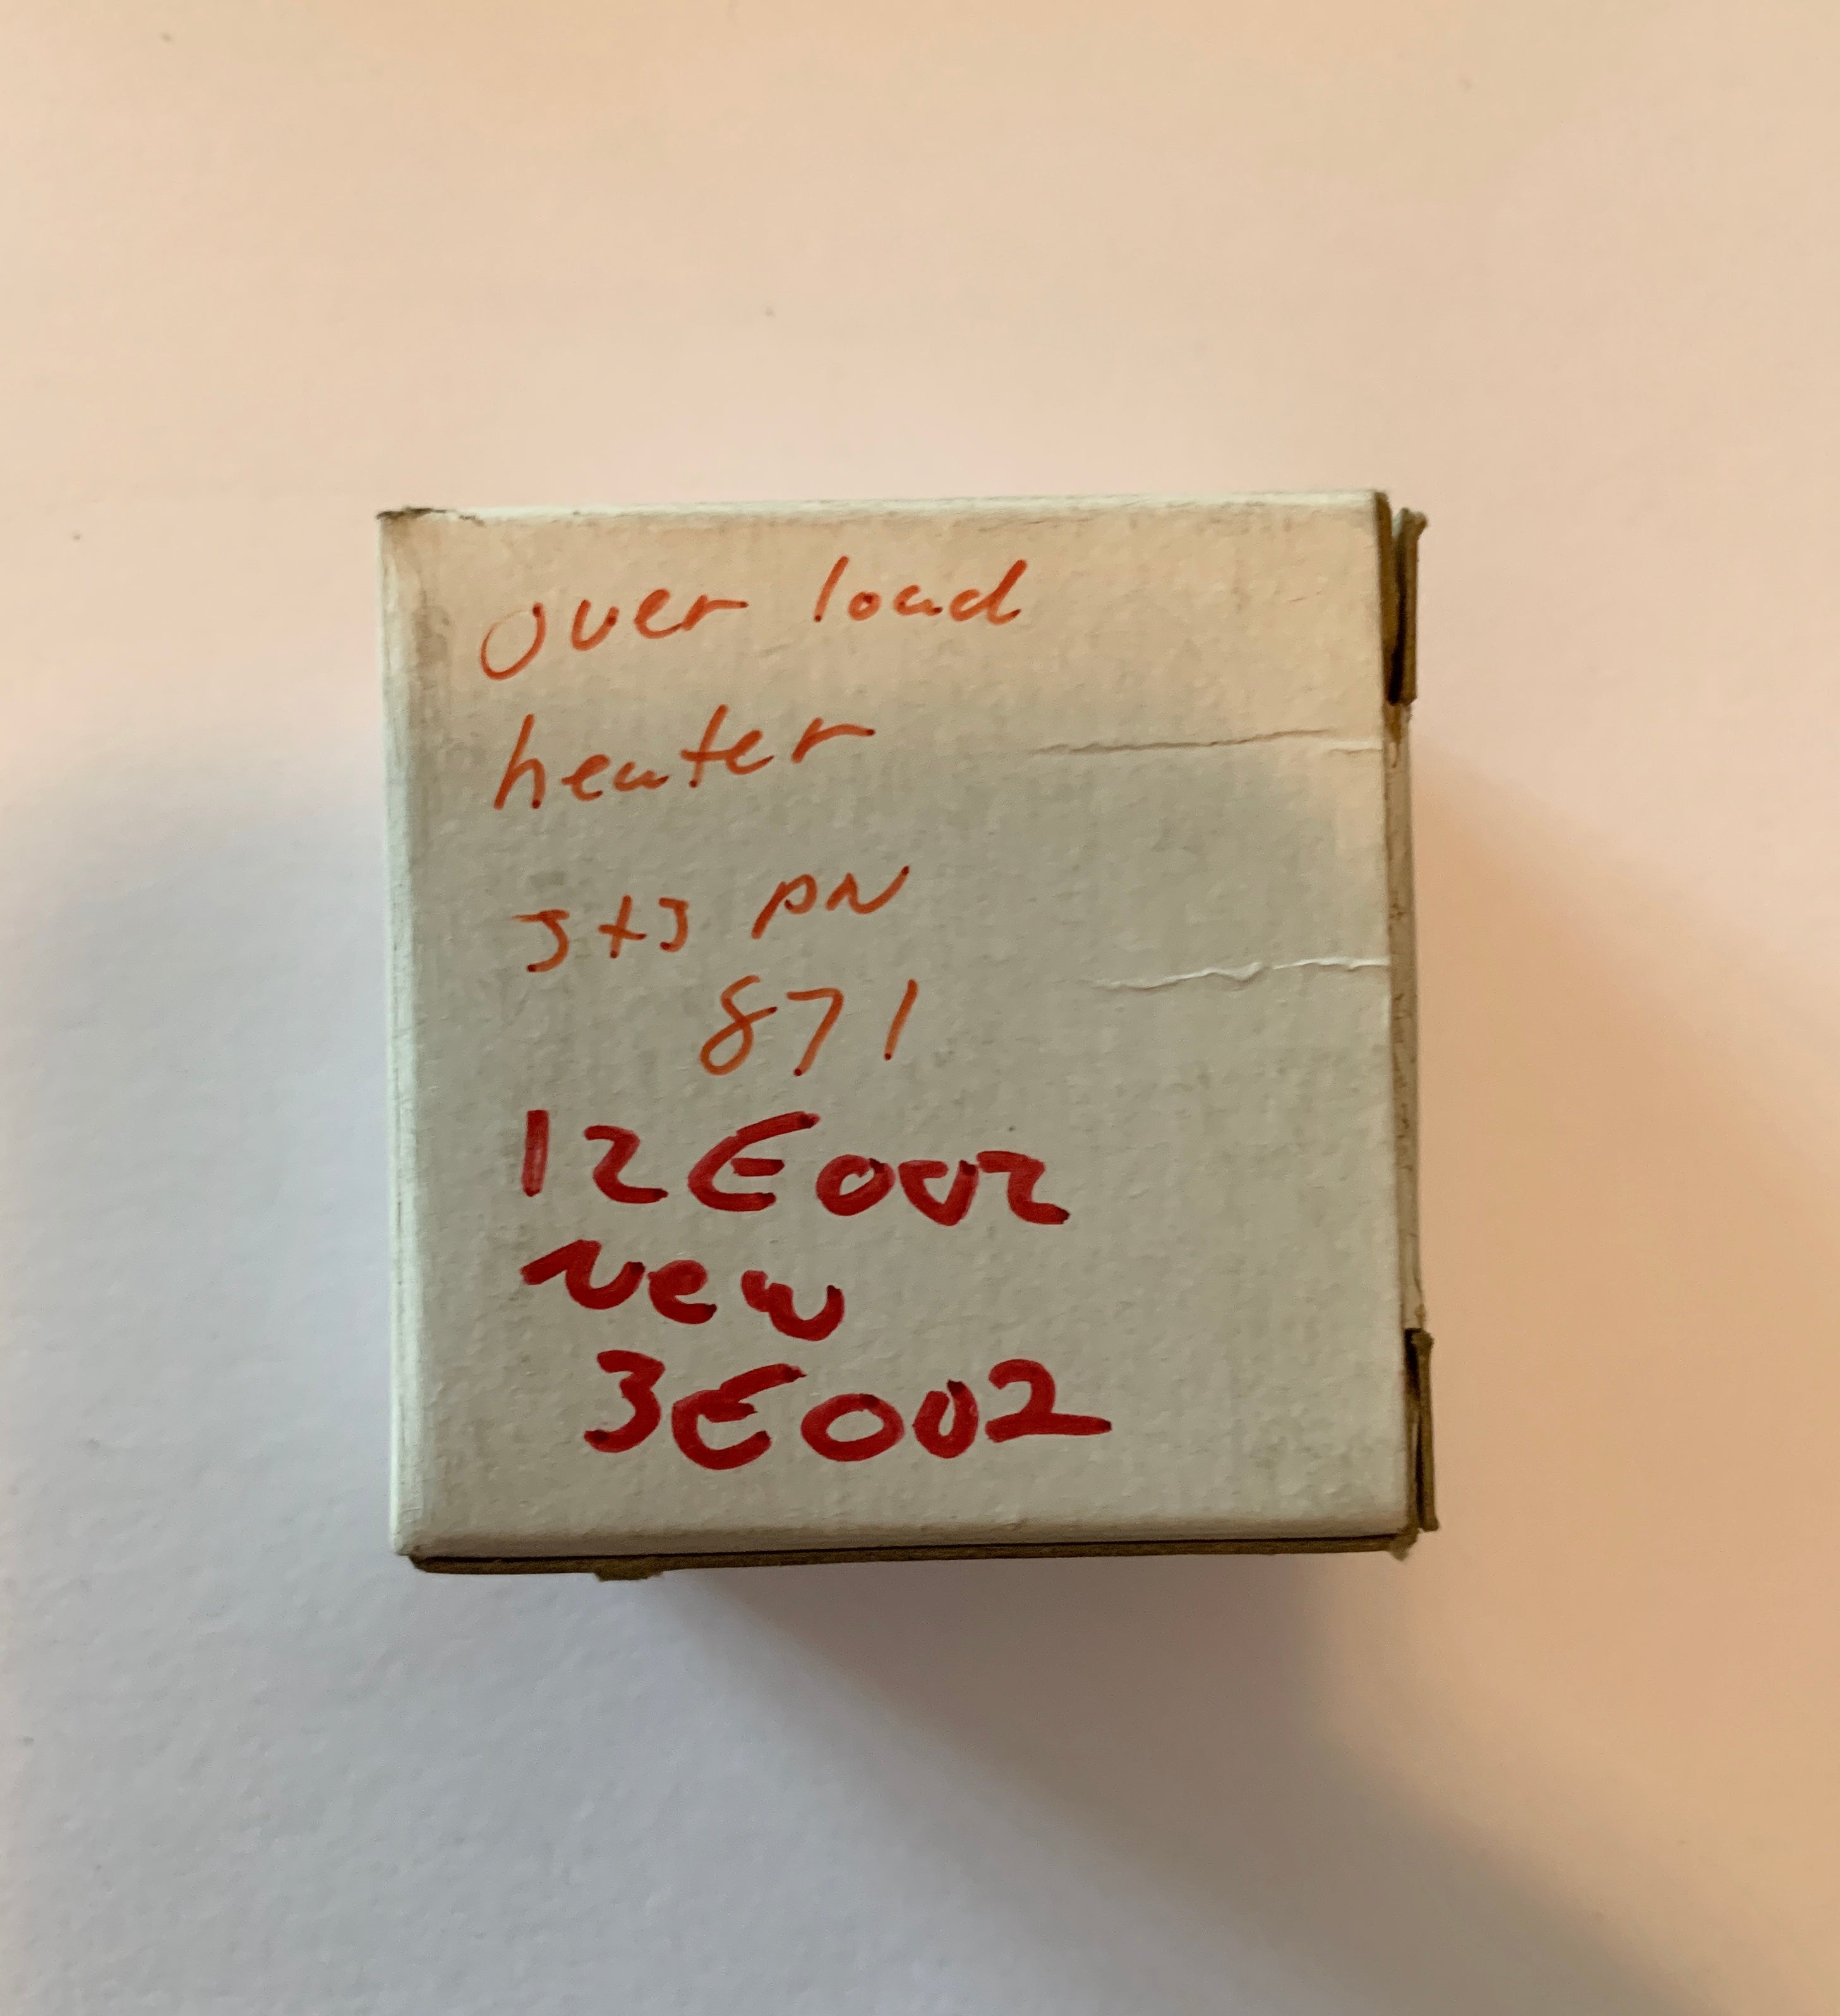 over load
heater
J+J PN
871
12E002
new
3E002